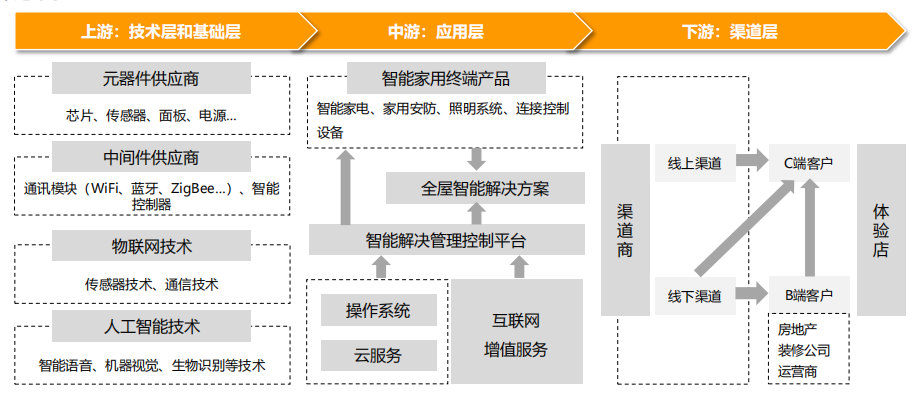 上游：技术层和基础层
中游：应用层
下游：渠道层
元器件供应商
芯片、传感器、面板、电源...
中间件供应商
通讯模块（WiFi、蓝牙、ZigBee...）、智能
控制器
物联网技术
传感器技术、通信技术
人工智能技术
智能语音、机器视觉、生物识别等技术
智能家用终端产品
智能家电、家用安防、照明系统、连接控制
设备
全屋智能解决方案
智能解决管理控制平台
操作系统
云服务
互联网
增值服务
渠道商
线上渠道
C端客户
线下渠道
B端客户
房地产
装修公司
运营商
体验店